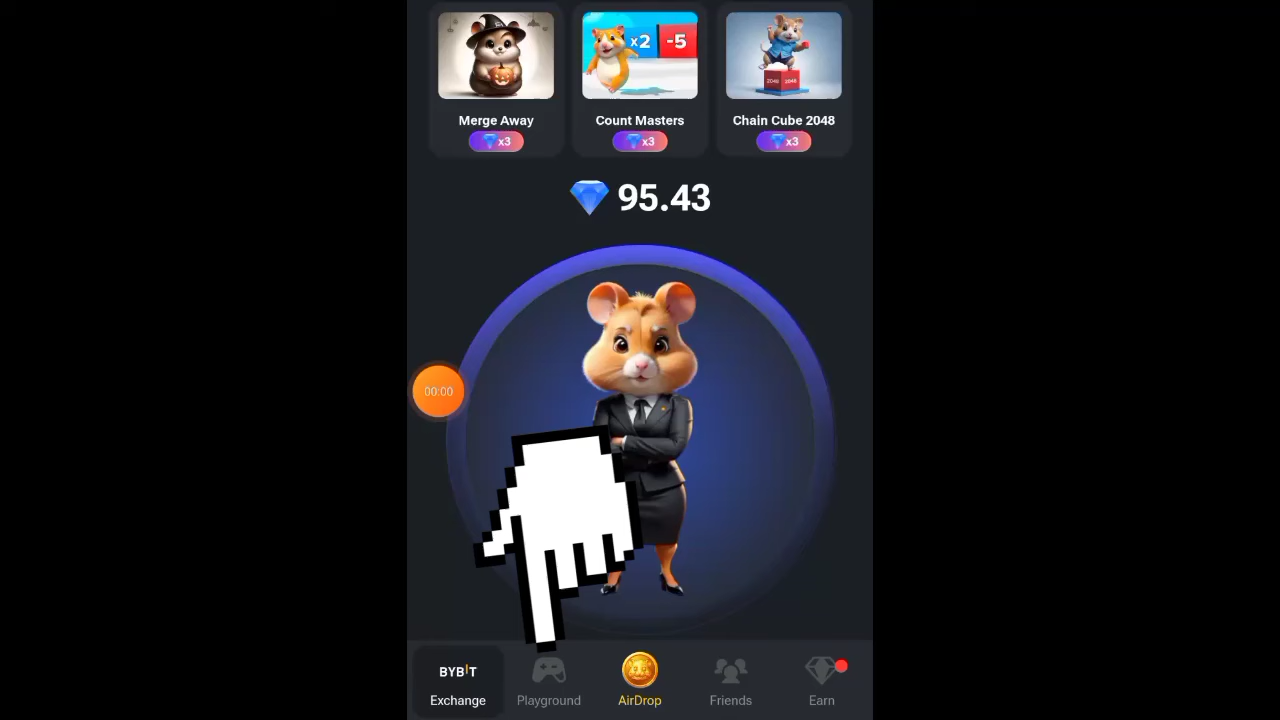 x2 -5
2048 2048
Merge Away Count Masters Chain Cube 2048
x3 x3 x3
95.43
00:00
BYBIT
Exchange Playground AirDrop Friends Earn